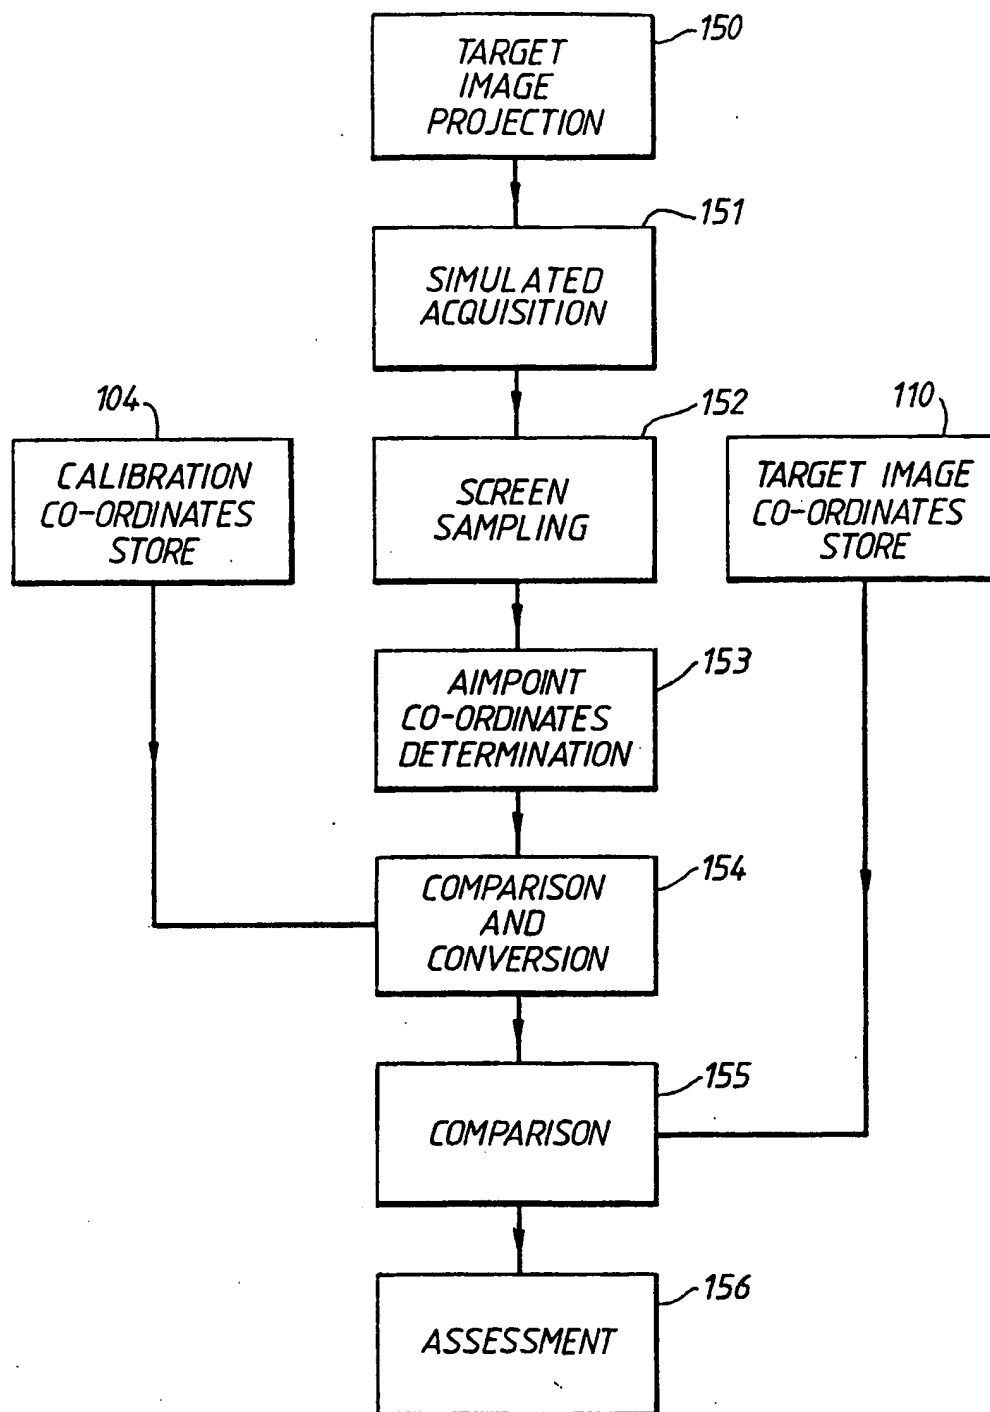 150
TARGET
IMAGE
PROJECTION
151
SIMULATED
ACQUISITION
104
CALIBRATION
CO-ORDINATES
STORE
152
SCREEN
SAMPLING
110
TARGET IMAGE
CO-ORDINATES
STORE
153
AIMPOINT
CO-ORDINATES
DETERMINATION
154
COMPARISON
AND
CONVERSION
155
COMPARISON
156
ASSESSMENT